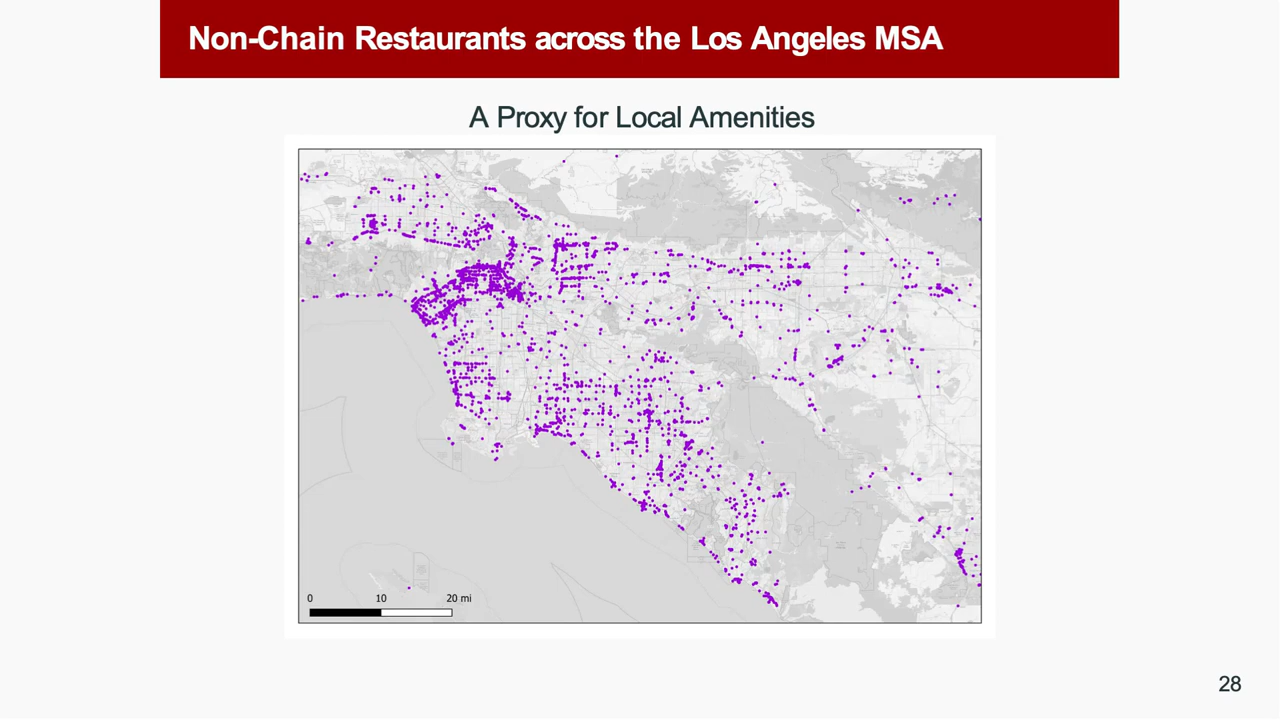 Non-Chain Restaurants across the Los Angeles MSA
A Proxy for Local Amenities
0 10 20 mi
28